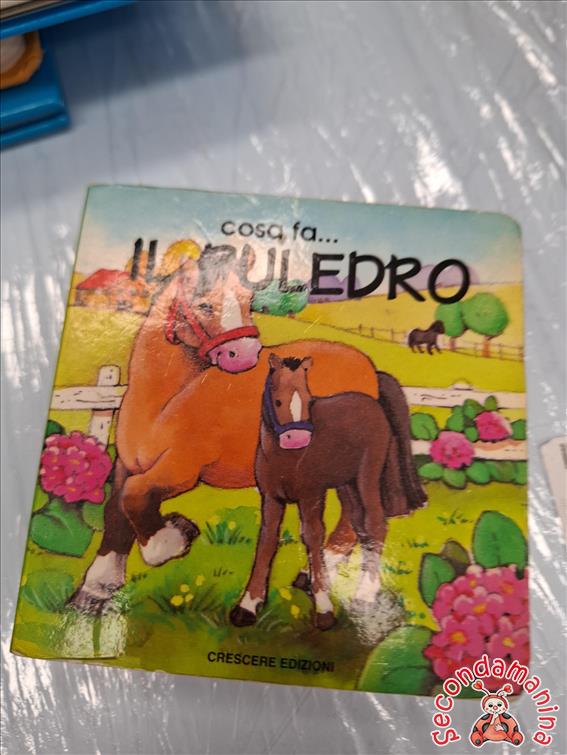 cosa fa...
IL PULEDRO
CRESCERE EDIZIONI
secondamanina